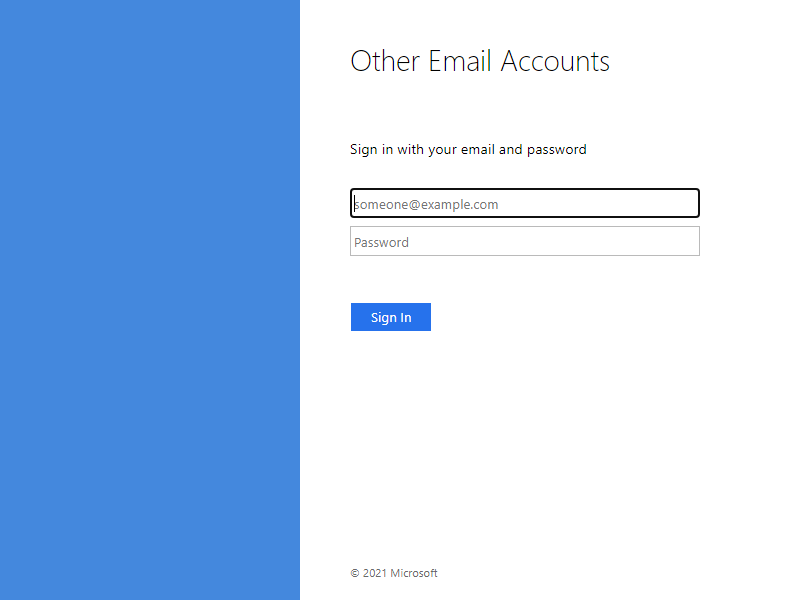 Other Email Accounts
Sign in with your email and password
someone@example.com
Password
Sign In
© 2021 Microsoft